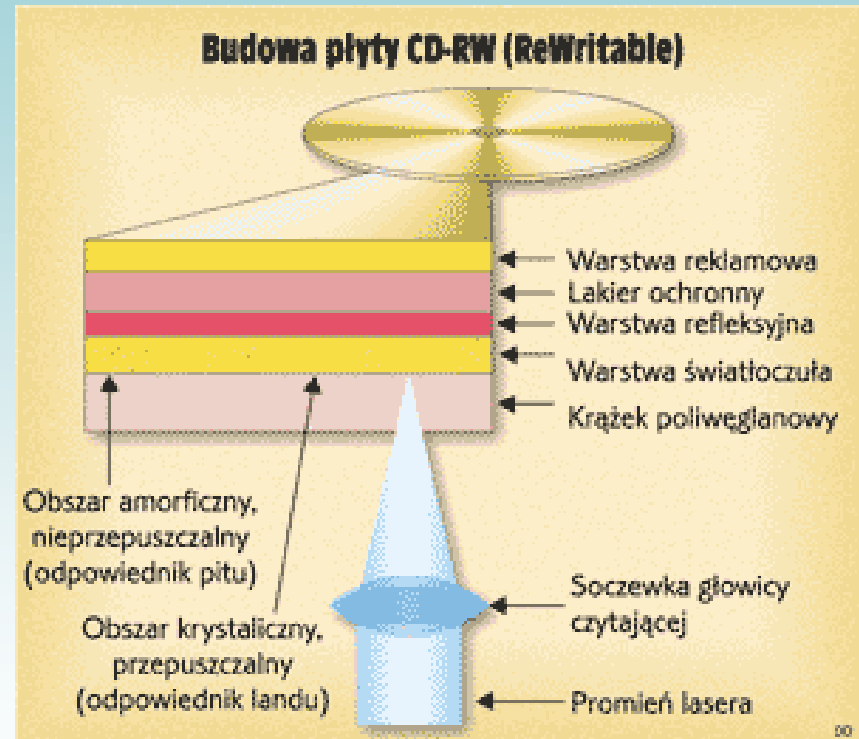 Budowa płyty CD-RW (ReWritable)
Warstwa reklamowa
Lakier ochronny
Warstwa refleksyjna
Warstwa światłoczuła
Krążek poliwęglanowy
Obszar amorficzny,
nieprzepuszczalny
(odpowiednik pitu)
Obszar krystaliczny,
przepuszczalny
(odpowiednik landu)
Soczewka głowicy
czytającej
Promień lasera